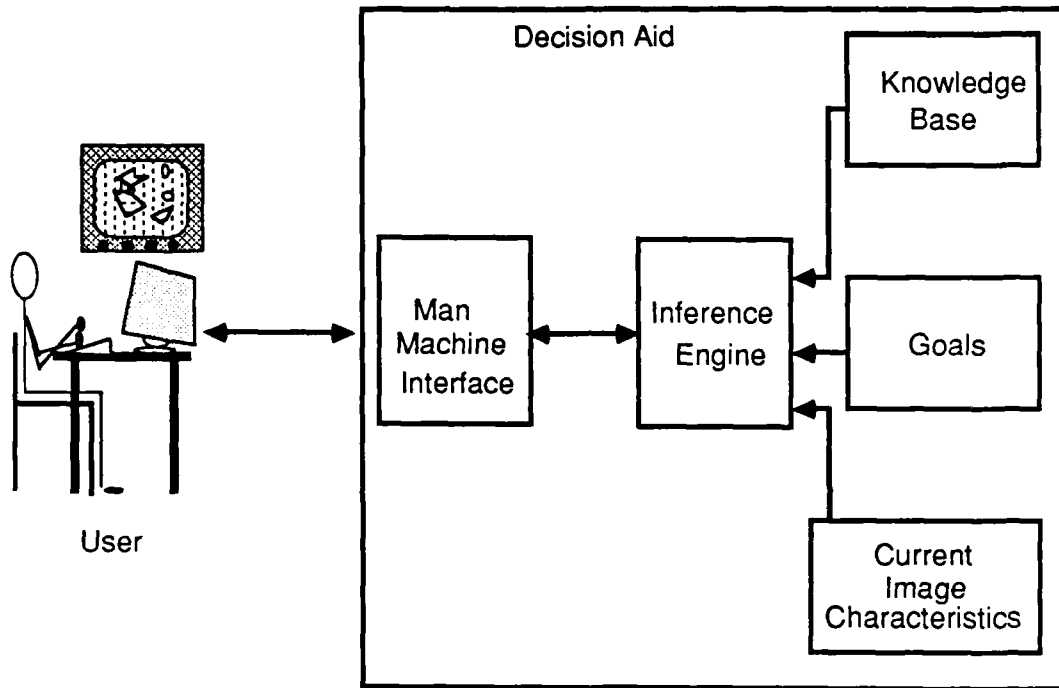 Decision Aid
Knowledge
Base
Man
Machine
Interface
Inference
Engine
Goals
User
Current
Image
Characteristics